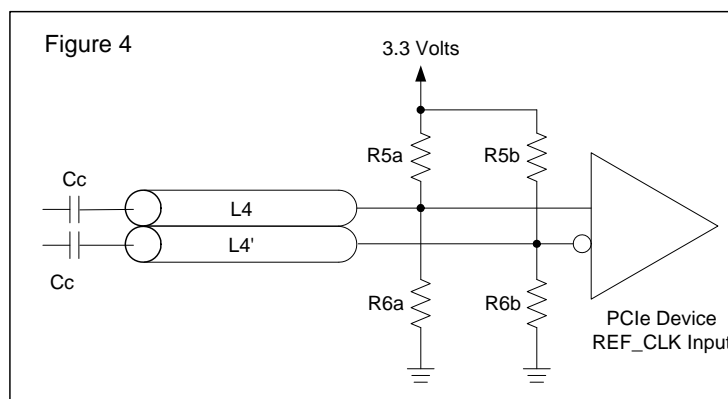 Figure 4
3.3 Volts
R5a
R5b
Cc
L4
L4'
Cc
R6a
R6b
PCIe Device
REF_CLK Input